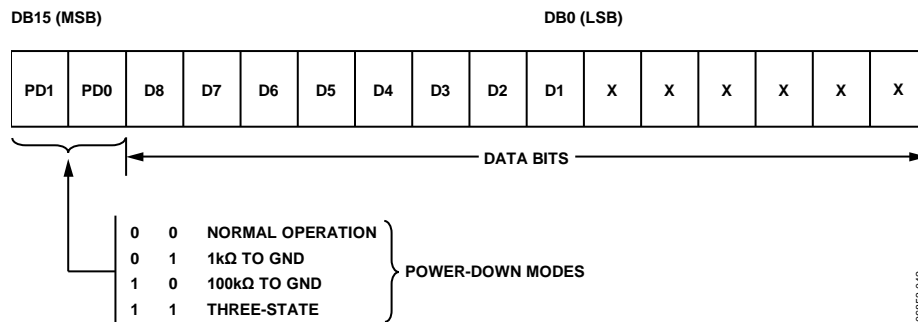 DB15 (MSB) DB0 (LSB)
PD1 PD0 D8 D7 D6 D5 D4 D3 D2 D1 X X X X X X
DATA BITS
0 0 NORMAL OPERATION
0 1 1kΩ TO GND
1 0 100kΩ TO GND
1 1 THREE-STATE
POWER-DOWN MODES